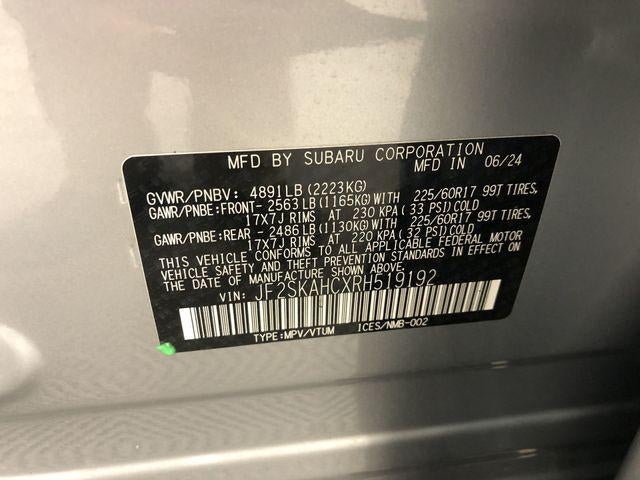 MFD BY SUBARU CORPORATION
MFD IN 06/24
GVWR/PNBV: 4891LB(2223KG)
GAWR/PNBE:FRONT- 2563LB(1165KG)WITH 225/60R17 99T TIRES,
17X7J RIMS AT 230 KPA(33 PSI)COLD
GAWR/PNBE:REAR - 2486LB(1130KG)WITH 225/60R17 99T TIRES,
17X7J RIMS AT 220 KPA(32 PSI)COLD
THIS VEHICLE CONFORMS TO ALL APPLICABLE FEDERAL MOTOR
VEHICLE SAFETY AND THEFT PREVENTION STANDARDS IN EFFECT ON
THE DATE OF MANUFACTURE SHOWN ABOVE.
VIN: JF2SKAHCXRH519192
TYPE:MPV/VTUM ICES/NMB-002